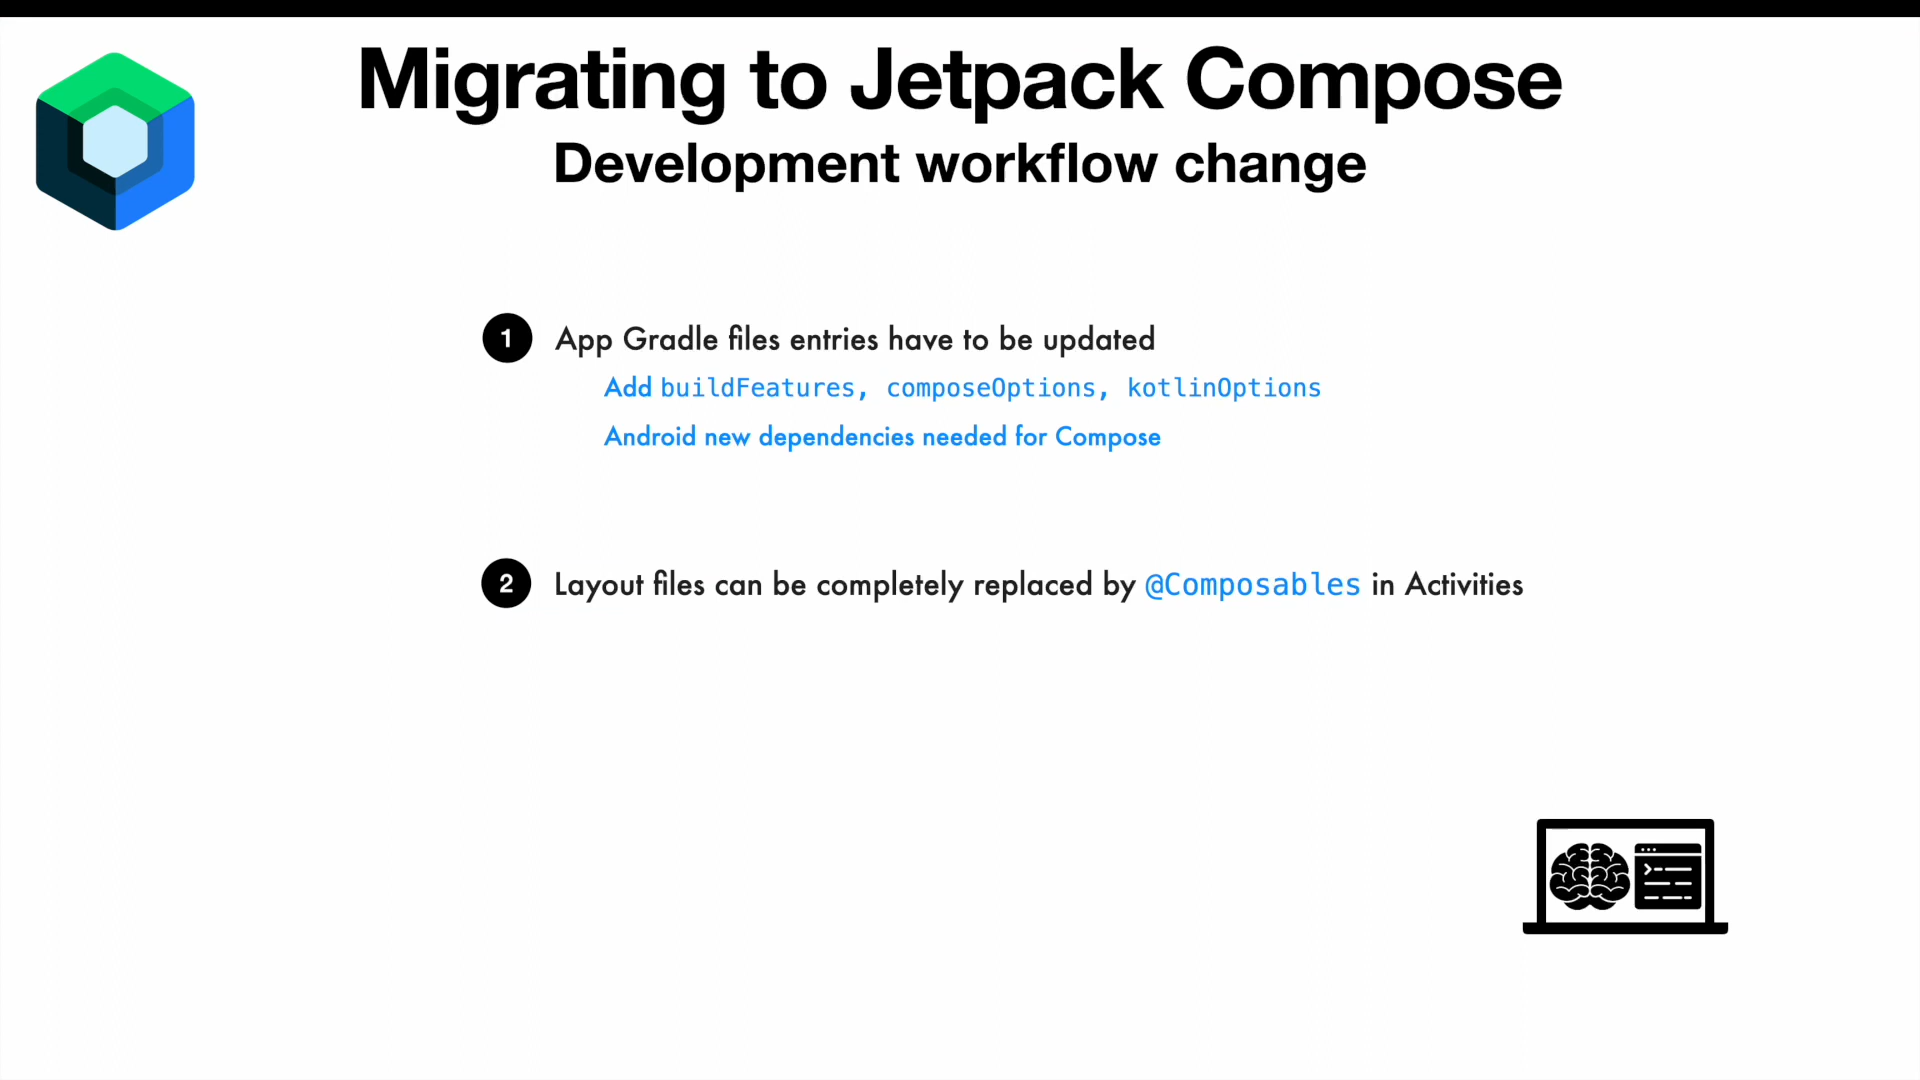 Migrating to Jetpack Compose
Development workflow change
1 App Gradle files entries have to be updated
Add buildFeatures, composeOptions, kotlinOptions
Android new dependencies needed for Compose
2 Layout files can be completely replaced by @Composables in Activities